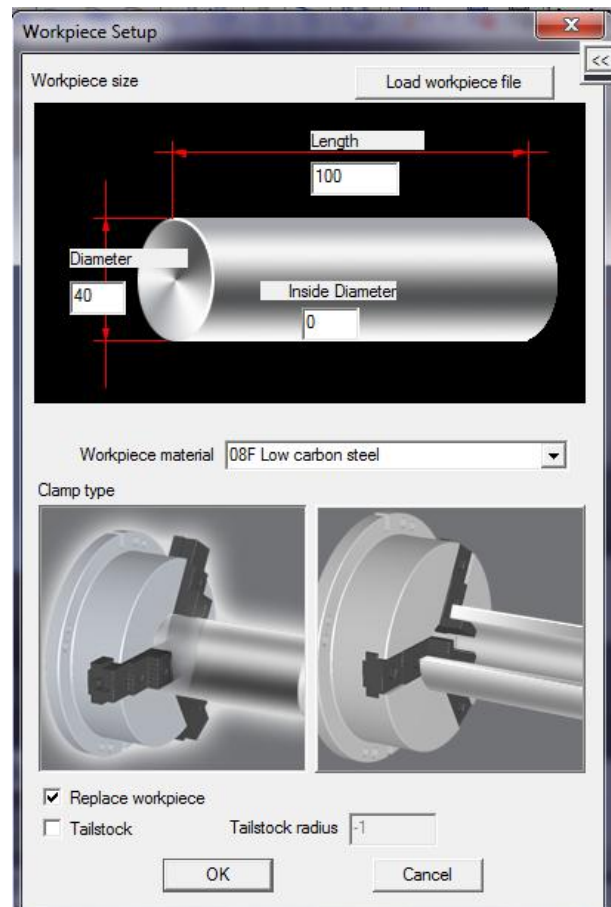 Workpiece Setup
<<
Workpiece size
Load workpiece file
Length
100
Diameter
40
Inside Diameter
0
Workpiece material 08F Low carbon steel
Clamp type
Replace workpiece
Tailstock Tailstock radius -1
OK Cancel